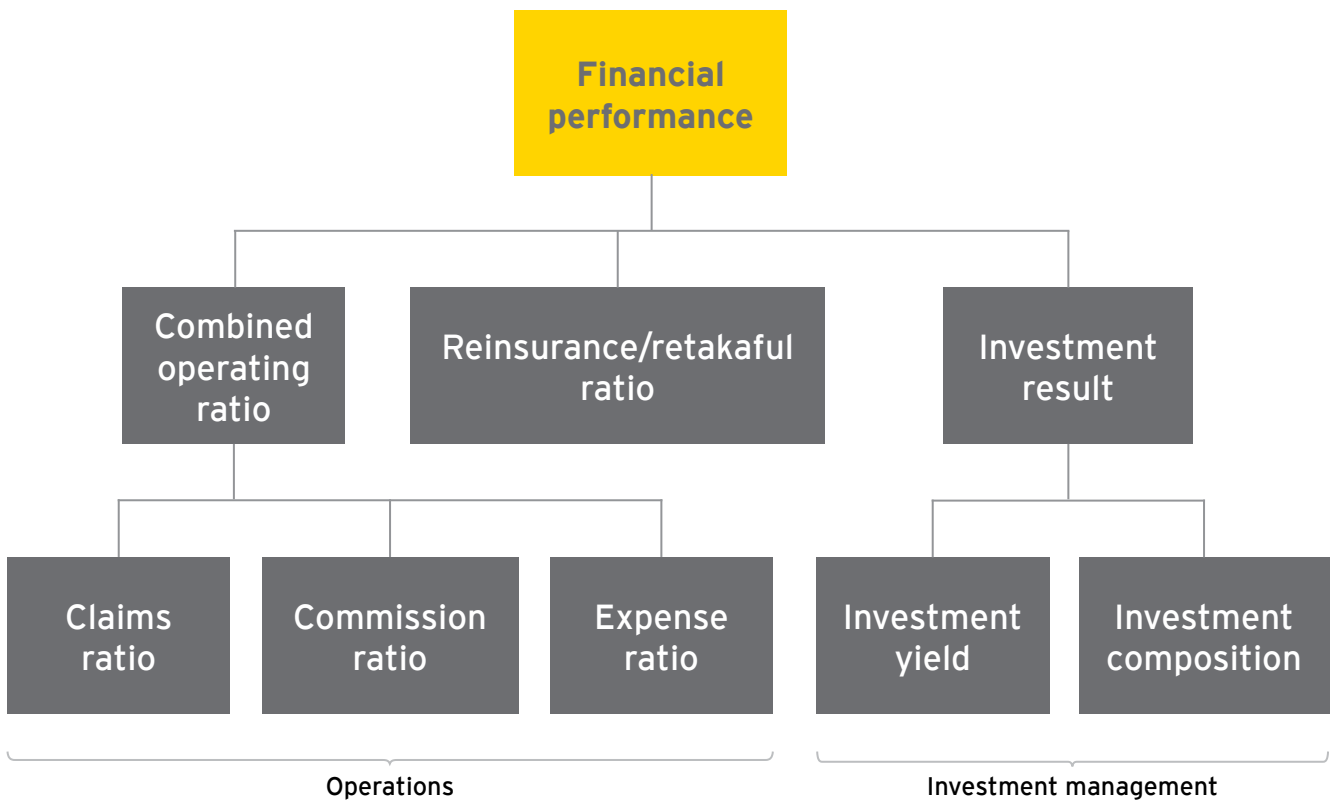 Financial
performance
Combined
operating
ratio
Reinsurance/retakaful
ratio
Investment
result
Claims
ratio
Commission
ratio
Expense
ratio
Investment
yield
Investment
composition
Operations
Investment management